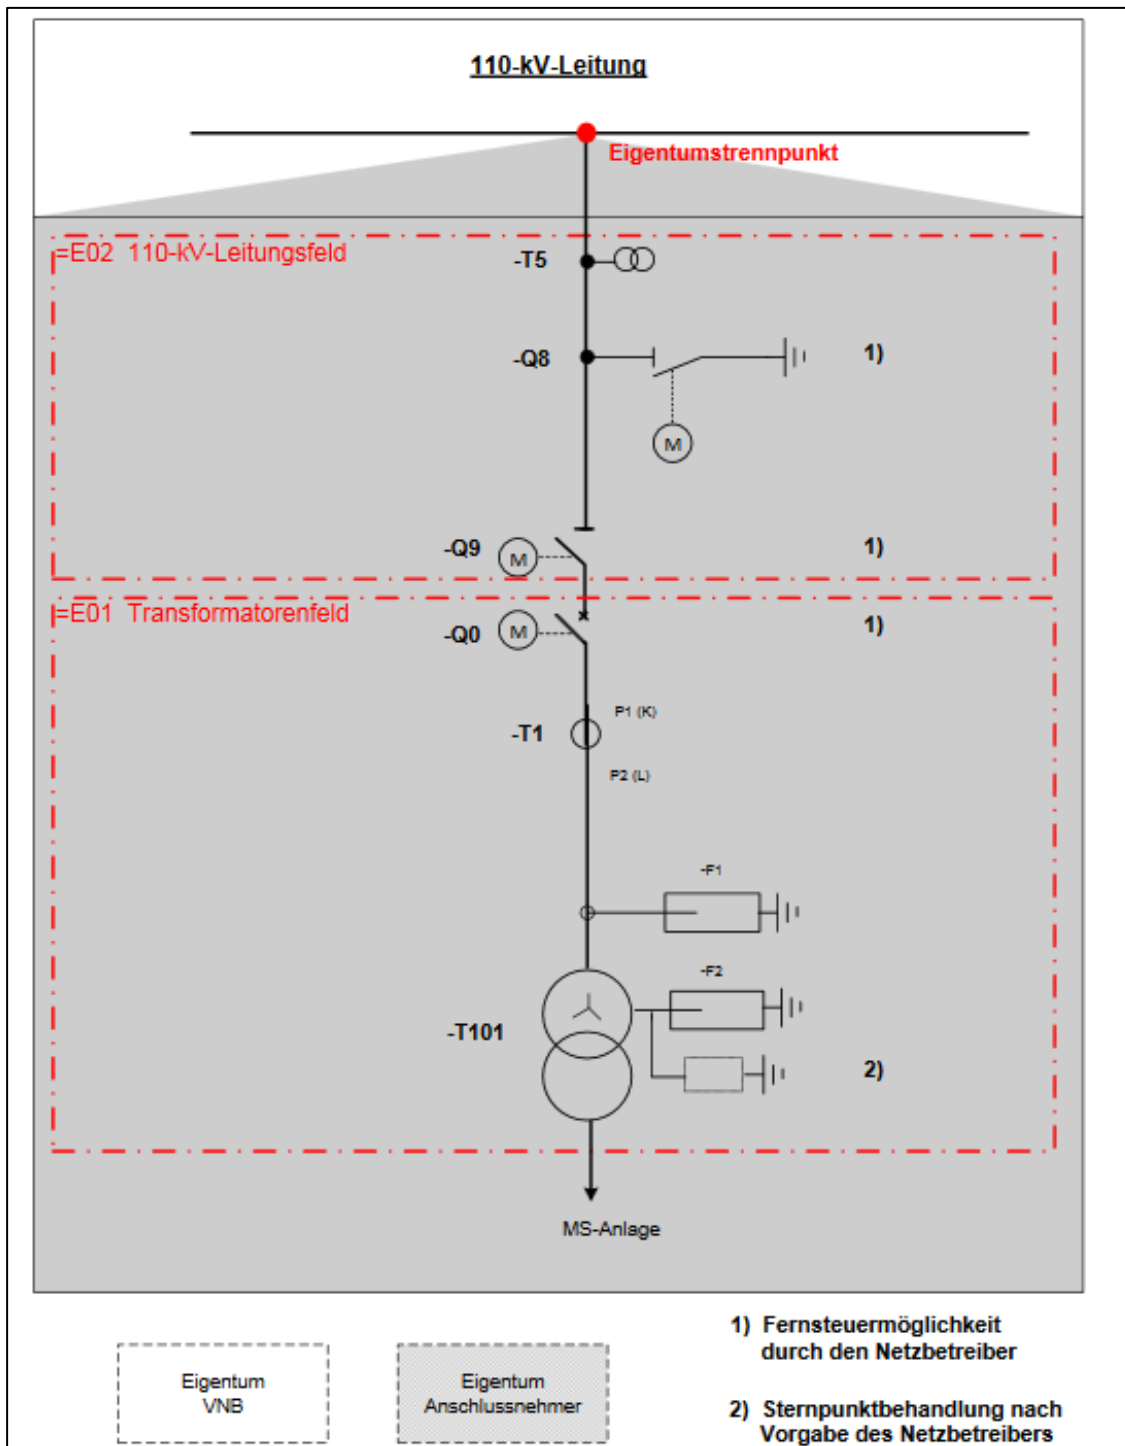 110-kV-Leitung
Eigentumstrennpunkt
=E02 110-kV-Leitungsfeld
-T5
-Q8
1)
M
-Q9
M
1)
=E01 Transformatorenfeld
-Q0
M
1)
P1 (K)
-T1
P2 (L)
-F1
-F2
-T101
2)
MS-Anlage
1) Fernsteuermöglichkeit
durch den Netzbetreiber
Eigentum
VNB
Eigentum
Anschlussnehmer
2) Sternpunktbehandlung nach
Vorgabe des Netzbetreibers